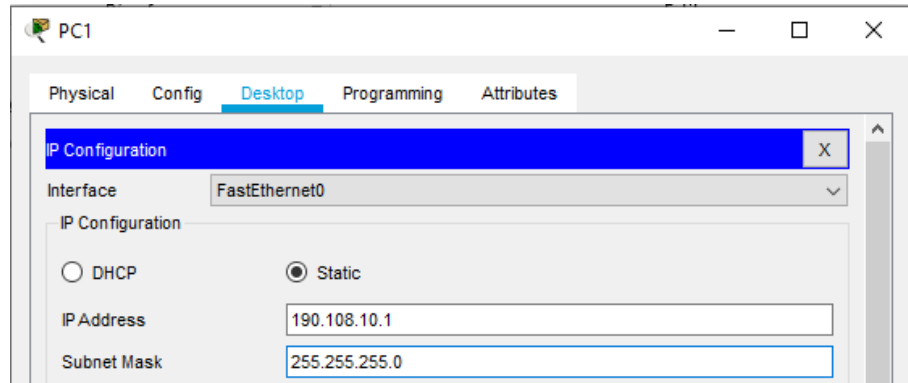 PC1
Physical Config Desktop Programming Attributes
IP Configuration X
Interface FastEthernet0
IP Configuration
DHCP Static
IP Address 190.108.10.1
Subnet Mask 255.255.255.0